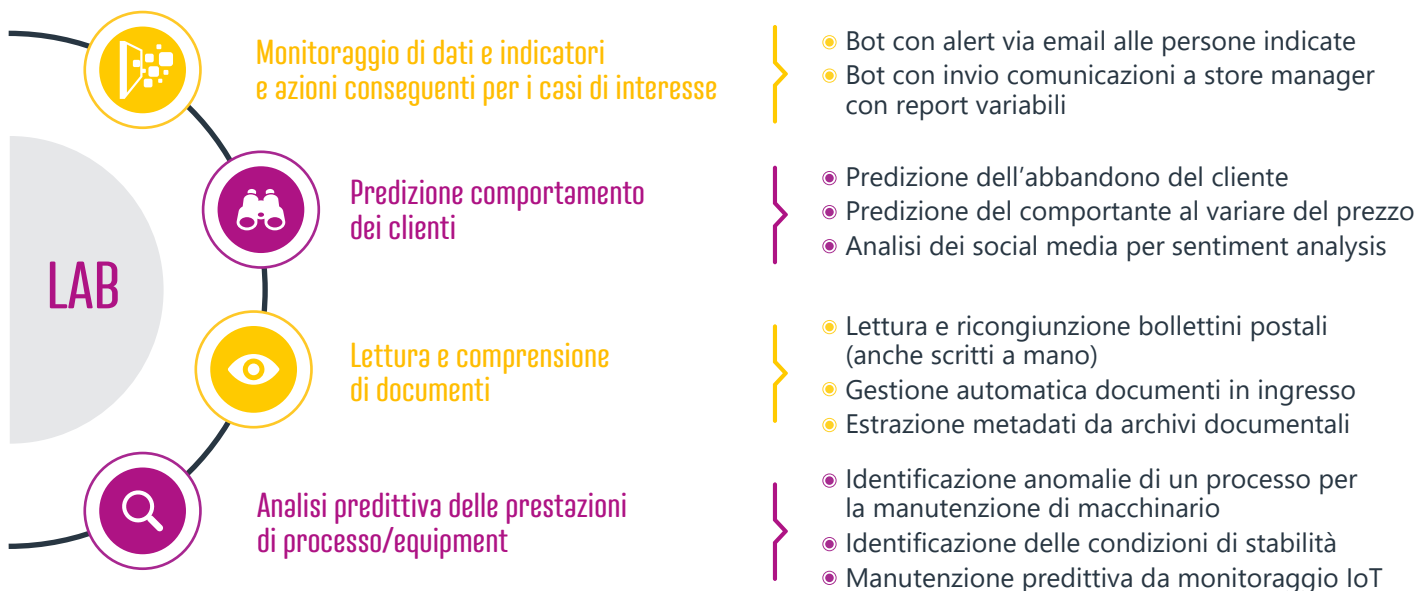 LAB
Monitoraggio di dati e indicatori
e azioni conseguenti per i casi di interesse
Bot con alert via email alle persone indicate
Bot con invio comunicazioni a store manager
con report variabili
Predizione comportamento
dei clienti
Predizione dell'abbandono del cliente
Predizione del comportante al variare del prezzo
Analisi dei social media per sentiment analysis
Lettura e comprensione
di documenti
Lettura e ricongiunzione bollettini postali
(anche scritti a mano)
Gestione automatica documenti in ingresso
Estrazione metadati da archivi documentali
Analisi predittiva delle prestazioni
di processo/equipment
Identificazione anomalie di un processo per
la manutenzione di macchinario
Identificazione delle condizioni di stabilità
Manutenzione predittiva da monitoraggio IoT